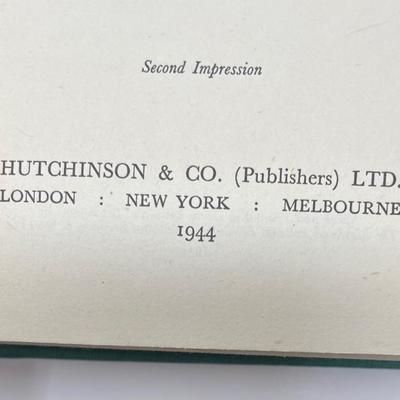 Second Impression
HUTCHINSON & CO. (Publishers) LTD.
LONDON : NEW YORK : MELBOURNE
1944